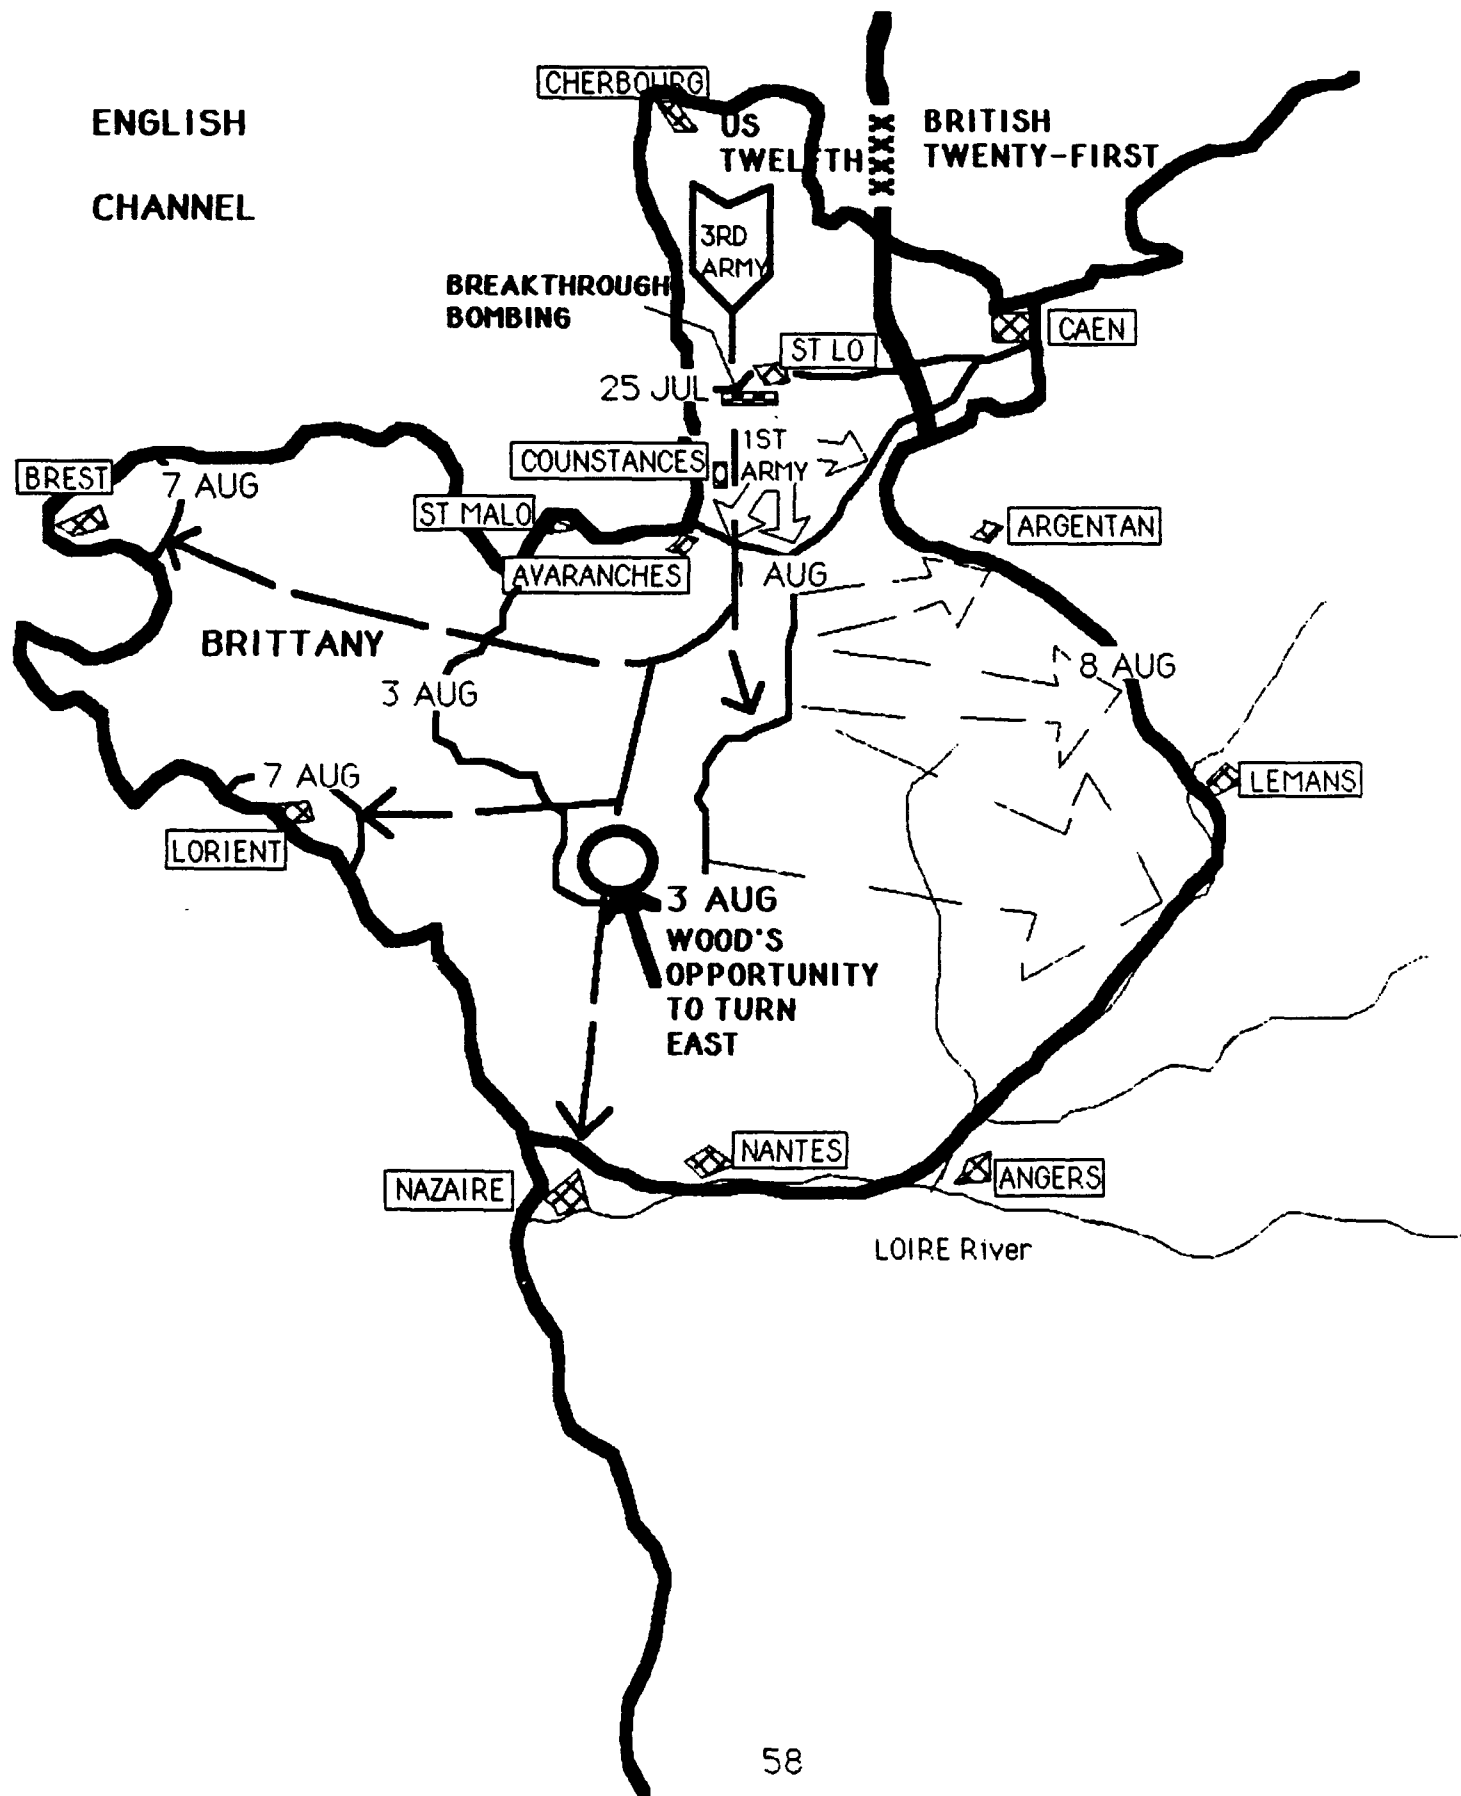 CHERBOURG
ENGLISH
CHANNEL
US
TWELFTH
XXXX
BRITISH
TWENTY-FIRST
3RD
ARMY
BREAKTHROUGH
BOMBING
CAEN
ST LO
25 JUL
1ST
ARMY
COUNSTANCES
BREST
7 AUG
ST MALO
ARGENTAN
AVARANCHES
1 AUG
BRITTANY
8 AUG
3 AUG
7 AUG
LEMANS
LORIENT
3 AUG
WOOD'S
OPPORTUNITY
TO TURN
EAST
NANTES
NAZAIRE
ANGERS
LOIRE River
58